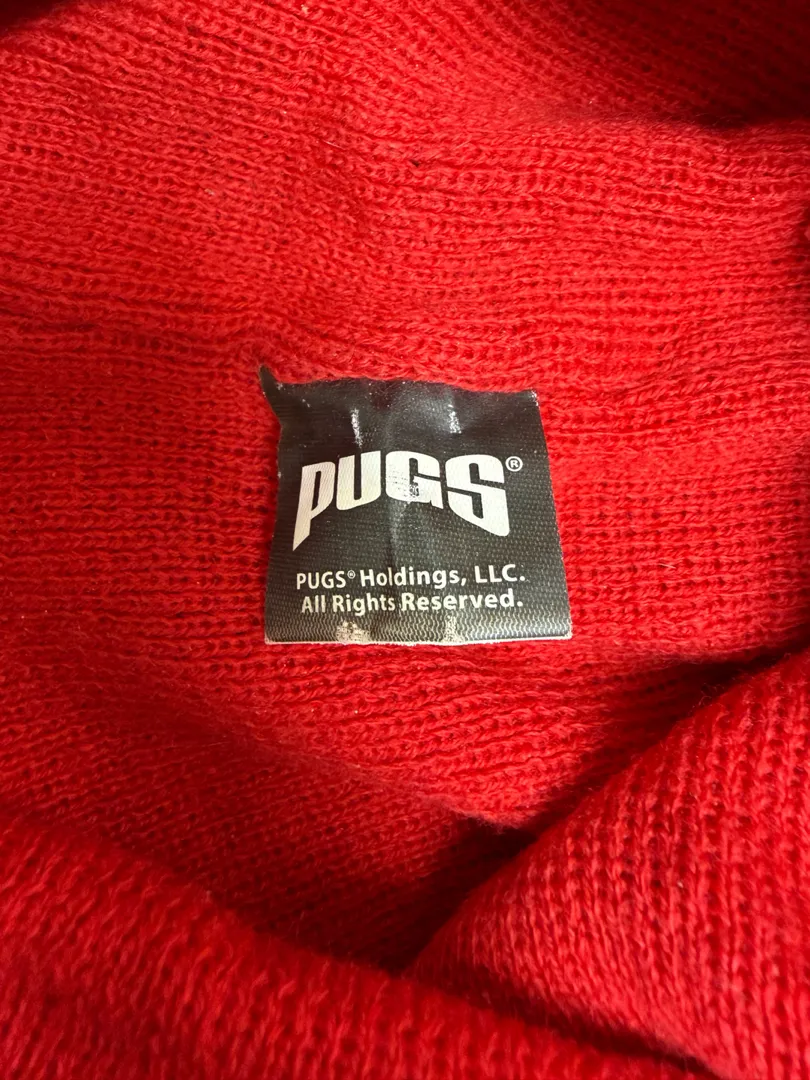 PUGS®
PUGS® Holdings, LLC.
All Rights Reserved.